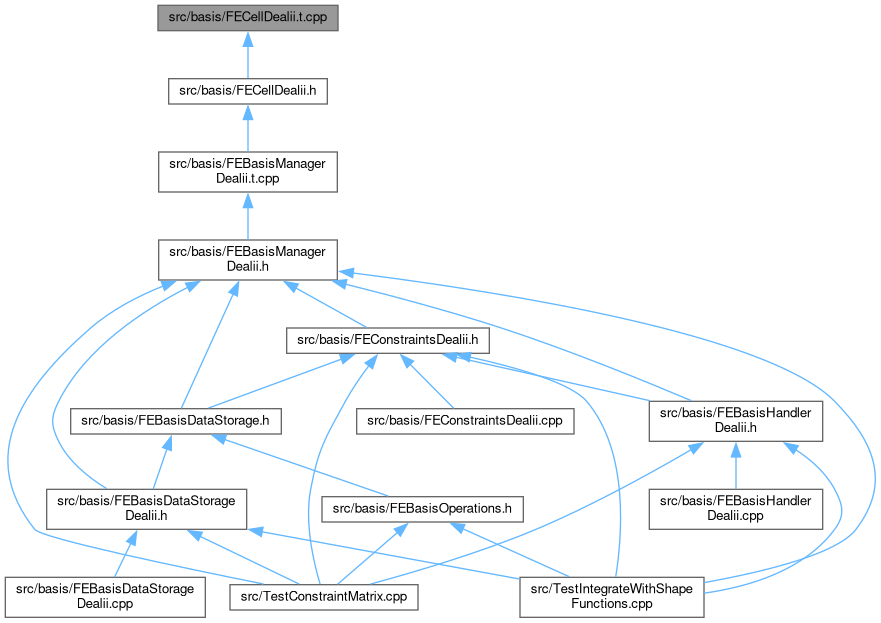 src/basis/FECellDealii.t.cpp
src/basis/FECellDealii.h
src/basis/FEBasisManager
Dealii.t.cpp
src/basis/FEBasisManager
Dealii.h
src/basis/FEConstraintsDealii.h
src/basis/FEBasisDataStorage.h
src/basis/FEConstraintsDealii.cpp
src/basis/FEBasisHandler
Dealii.h
src/basis/FEBasisDataStorage
Dealii.h
src/basis/FEBasisOperations.h
src/basis/FEBasisHandler
Dealii.cpp
src/basis/FEBasisDataStorage
Dealii.cpp
src/TestConstraintMatrix.cpp
src/TestIntegrateWithShape
Functions.cpp